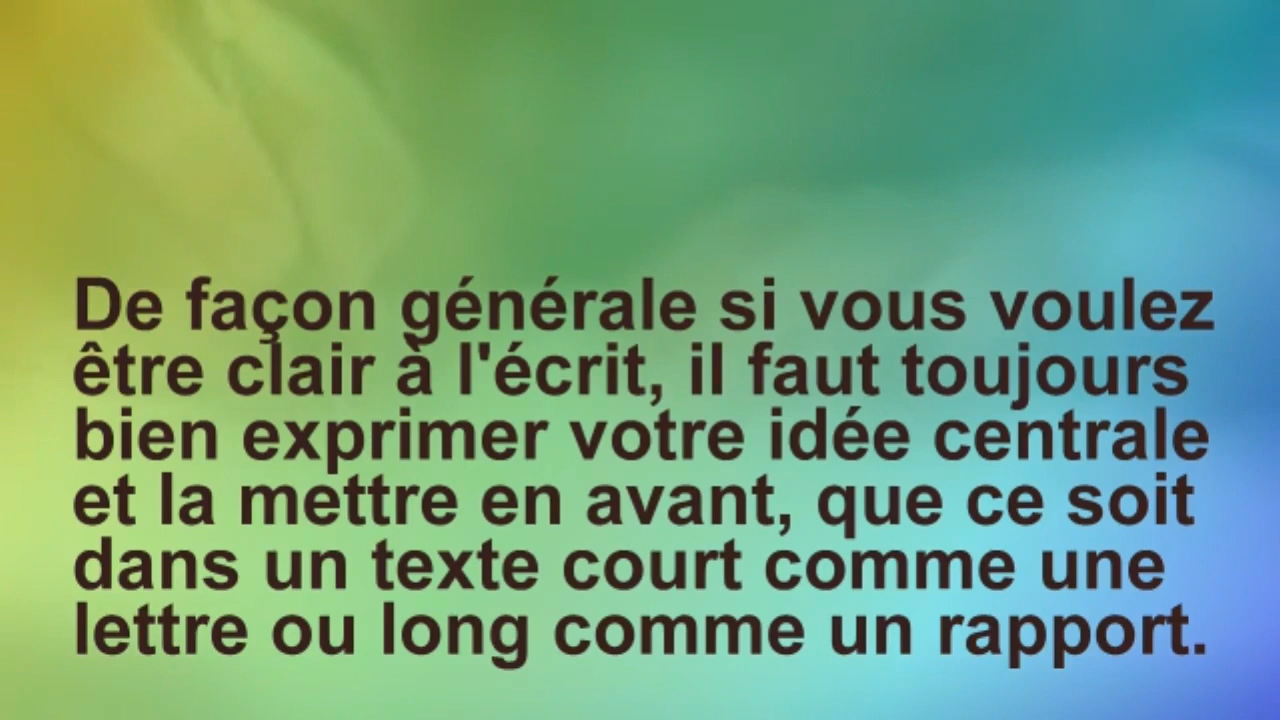 De façon générale si vous voulez
être clair à l'écrit, il faut toujours
bien exprimer votre idée centrale
et la mettre en avant, que ce soit
dans un texte court comme une
lettre ou long comme un rapport.